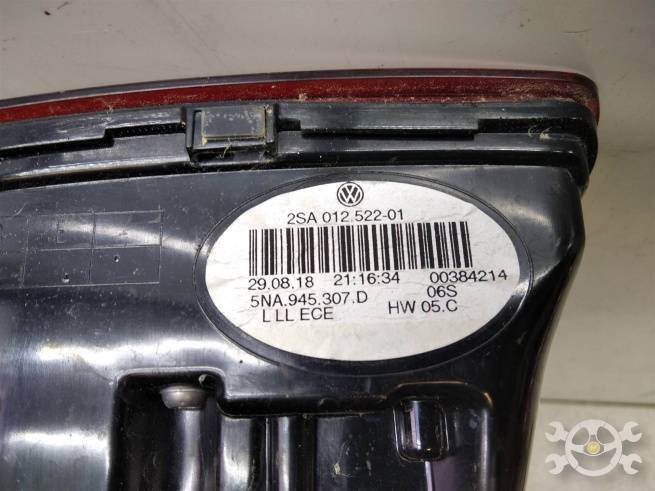 2SA 012 522-01
29.08.18 21:16:34 00384214
5NA.945.307.D 06S
L LL ECE HW 05.C